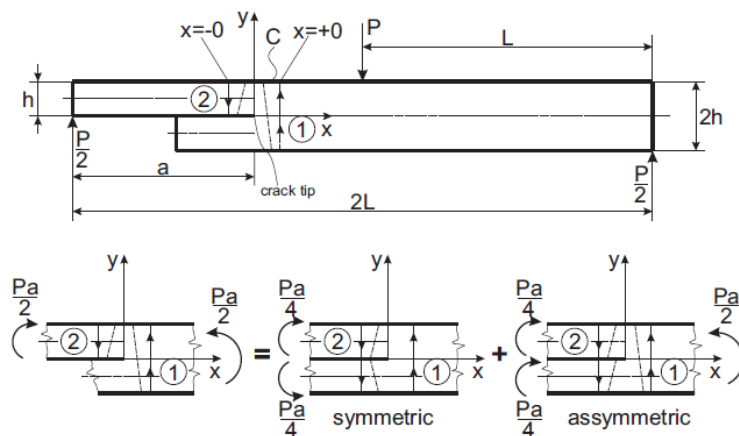 y
x=-0
C
x=+0
P
L
h
2
1
x
2h
P
2
a
crack tip
P
2
2L
y
Pa
2
2
Pa
2
x
1
=
y
Pa
4
2
x
1
Pa
4
symmetric
+
y
Pa
4
2
Pa
2
x
1
Pa
4
assymmetric